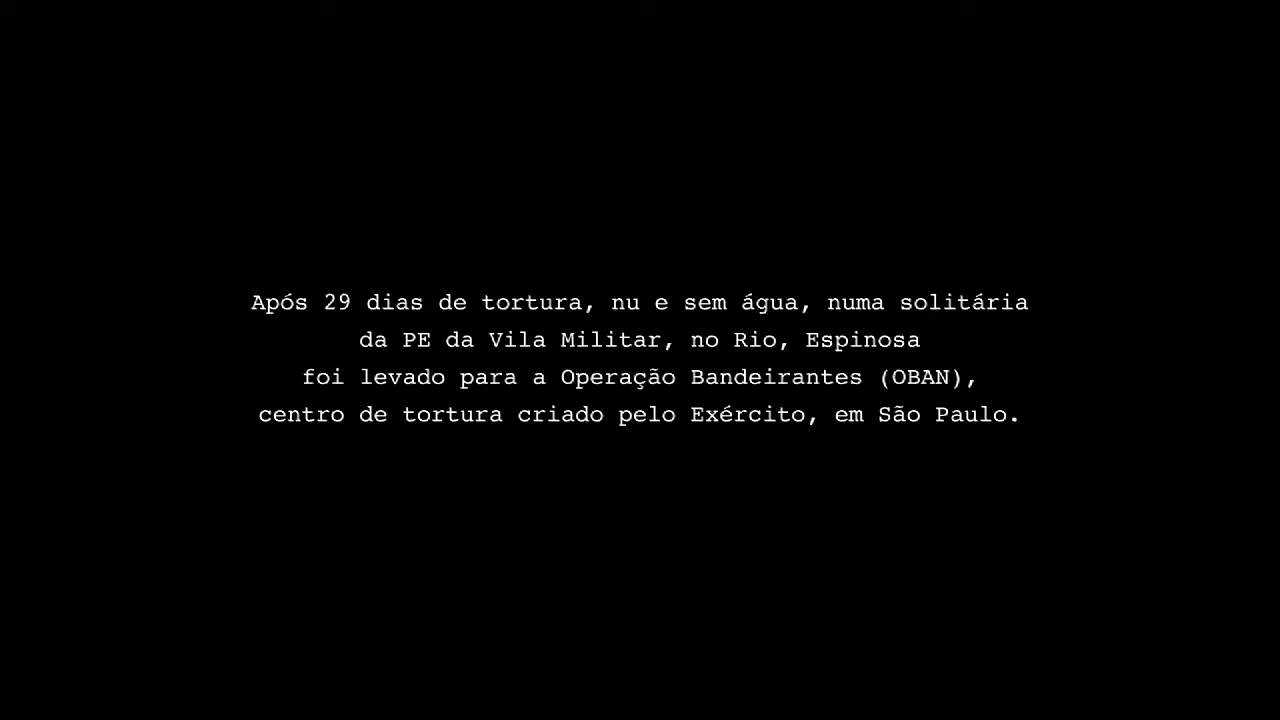 Após 29 dias de tortura, nu e sem água, numa solitária
da PE da Vila Militar, no Rio, Espinosa
foi levado para a Operação Bandeirantes (OBAN),
centro de tortura criado pelo Exército, em São Paulo.